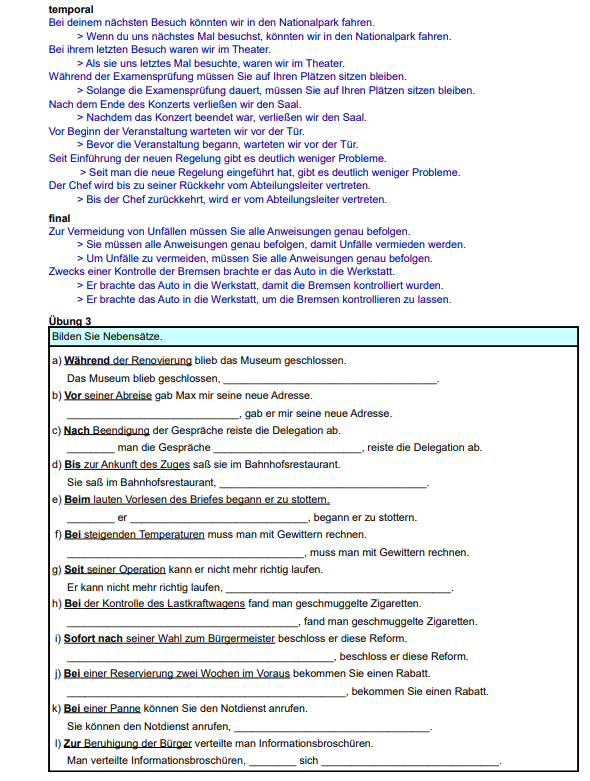 temporal
Bei deinem nächsten Besuch könnten wir in den Nationalpark fahren.
> Wenn du uns nächstes Mal besuchst, könnten wir in den Nationalpark fahren.
Bei ihrem letzten Besuch waren wir im Theater.
> Als sie uns letztes Mal besuchte, waren wir im Theater.
Während der Examensprüfung müssen Sie auf Ihren Plätzen sitzen bleiben.
> Solange die Examensprüfung dauert, müssen Sie auf Ihren Plätzen sitzen bleiben.
Nach dem Ende des Konzerts verließen wir den Saal.
> Nachdem das Konzert beendet war, verließen wir den Saal.
Vor Beginn der Veranstaltung warteten wir vor der Tür.
> Bevor die Veranstaltung begann, warteten wir vor der Tür.
Seit Einführung der neuen Regelung gibt es deutlich weniger Probleme.
> Seit man die neue Regelung eingeführt hat, gibt es deutlich weniger Probleme.
Der Chef wird bis zu seiner Rückkehr vom Abteilungsleiter vertreten.
> Bis der Chef zurückkehrt, wird er vom Abteilungsleiter vertreten.
final
Zur Vermeidung von Unfällen müssen Sie alle Anweisungen genau befolgen.
> Sie müssen alle Anweisungen genau befolgen, damit Unfälle vermieden werden.
> Um Unfälle zu vermeiden, müssen Sie alle Anweisungen genau befolgen.
Zwecks einer Kontrolle der Bremsen brachte er das Auto in die Werkstatt.
> Er brachte das Auto in die Werkstatt, damit die Bremsen kontrolliert wurden.
> Er brachte das Auto in die Werkstatt, um die Bremsen kontrollieren zu lassen.
Übung 3
Bilden Sie Nebensätze.
a) Während der Renovierung blieb das Museum geschlossen.
Das Museum blieb geschlossen, ____________________.
b) Vor seiner Abreise gab Max mir seine neue Adresse.
____________________, gab er mir seine neue Adresse.
c) Nach Beendigung der Gespräche reiste die Delegation ab.
________ man die Gespräche ____________________, reiste die Delegation ab.
d) Bis zur Ankunft des Zuges saß sie im Bahnhofsrestaurant.
Sie saß im Bahnhofsrestaurant, ____________________.
e) Beim lauten Vorlesen des Briefes begann er zu stottern.
________ er ____________________, begann er zu stottern.
f) Bei steigenden Temperaturen muss man mit Gewittern rechnen.
____________________, muss man mit Gewittern rechnen.
g) Seit seiner Operation kann er nicht mehr richtig laufen.
Er kann nicht mehr richtig laufen, ____________________.
h) Bei der Kontrolle des Lastkraftwagens fand man geschmuggelte Zigaretten.
____________________, fand man geschmuggelte Zigaretten.
i) Sofort nach seiner Wahl zum Bürgermeister beschloss er diese Reform.
____________________, beschloss er diese Reform.
j) Bei einer Reservierung zwei Wochen im Voraus bekommen Sie einen Rabatt.
____________________, bekommen Sie einen Rabatt.
k) Bei einer Panne können Sie den Notdienst anrufen.
Sie können den Notdienst anrufen, ____________________.
l) Zur Beruhigung der Bürger verteilte man Informationsbroschüren.
Man verteilte Informationsbroschüren, ________ sich ____________________.